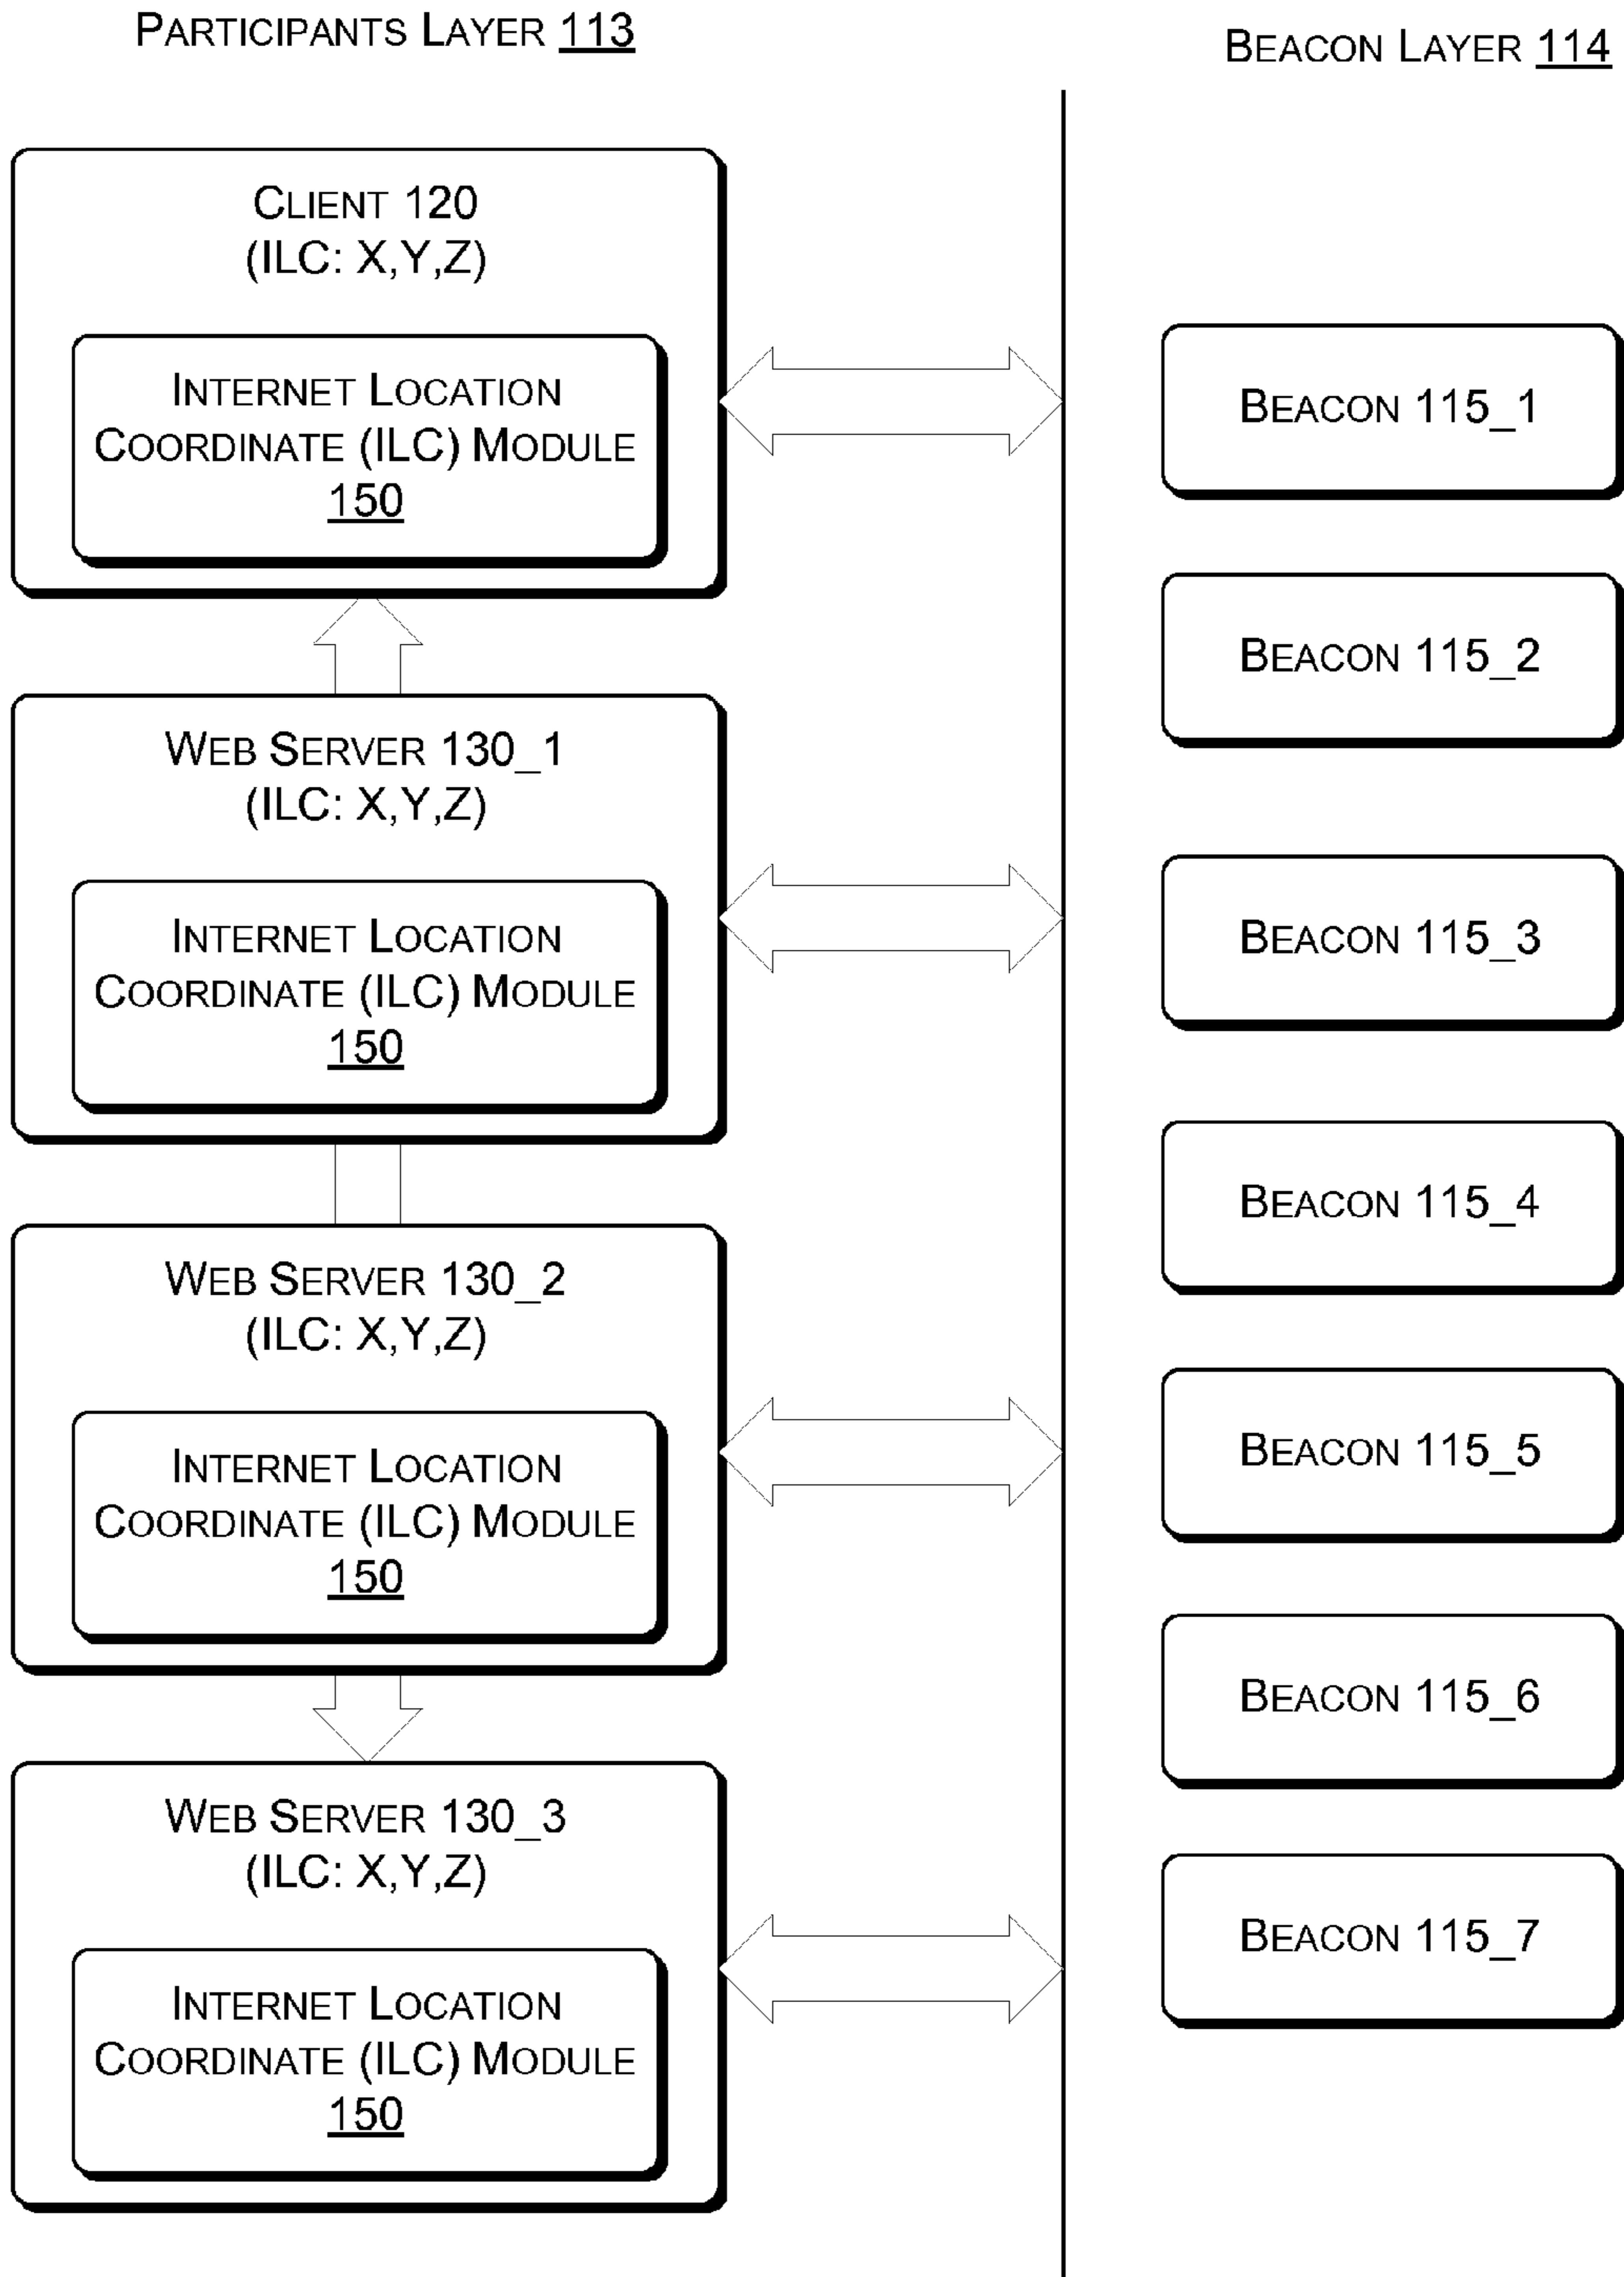 PARTICIPANTS LAYER 113
BEACON LAYER 114
CLIENT 120
(ILC: X,Y,Z)
INTERNET LOCATION
COORDINATE (ILC) MODULE
150
WEB SERVER 130_1
(ILC: X,Y,Z)
INTERNET LOCATION
COORDINATE (ILC) MODULE
150
WEB SERVER 130_2
(ILC: X,Y,Z)
INTERNET LOCATION
COORDINATE (ILC) MODULE
150
WEB SERVER 130_3
(ILC: X,Y,Z)
INTERNET LOCATION
COORDINATE (ILC) MODULE
150
BEACON 115_1
BEACON 115_2
BEACON 115_3
BEACON 115_4
BEACON 115_5
BEACON 115_6
BEACON 115_7